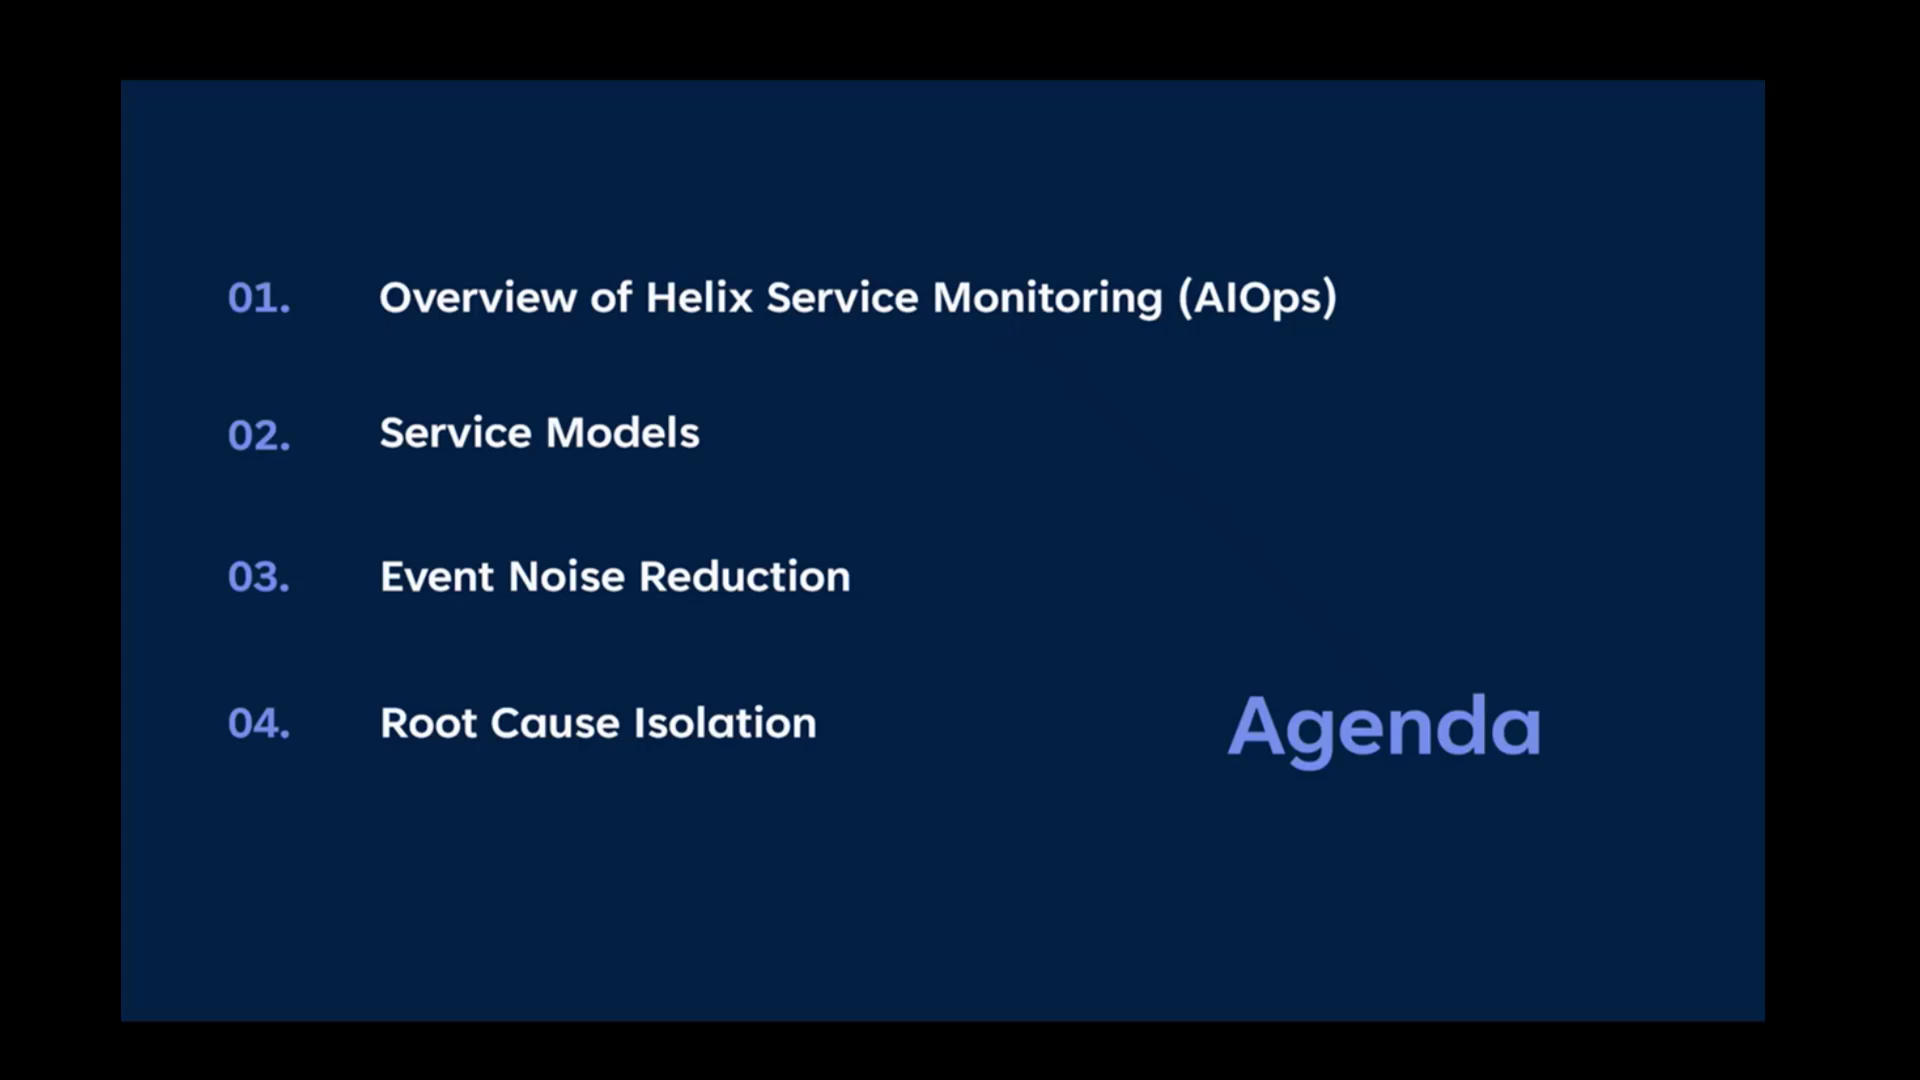 01. Overview of Helix Service Monitoring (AIOps)
02. Service Models
03. Event Noise Reduction
04. Root Cause Isolation
Agenda